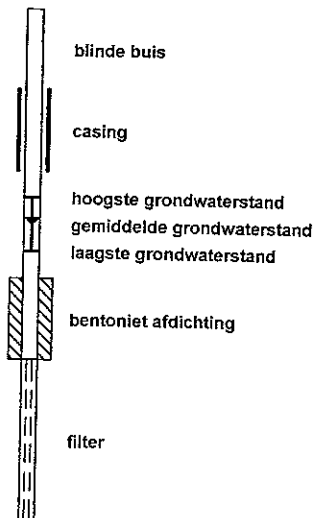 blinde buis
casing
hoogste grondwaterstand
gemiddelde grondwaterstand
laagste grondwaterstand
bentoniet afdichting
filter